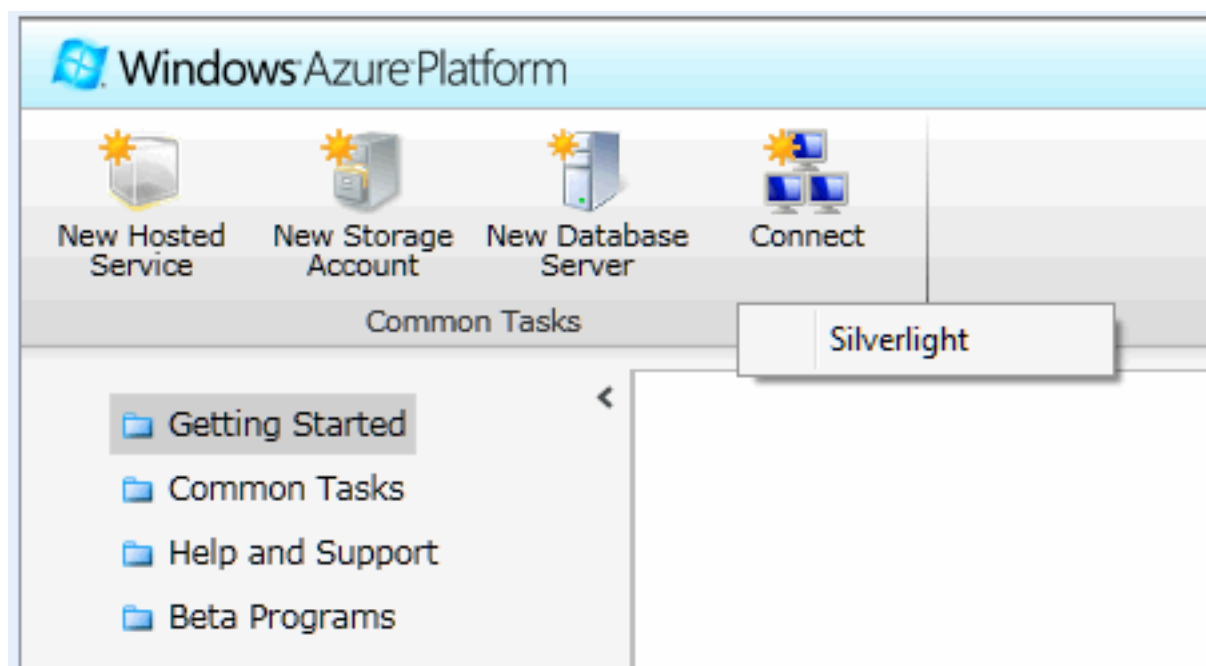 Windows Azure Platform
New Hosted
Service
New Storage
Account
New Database
Server
Connect
Common Tasks
Silverlight
Getting Started
Common Tasks
Help and Support
Beta Programs